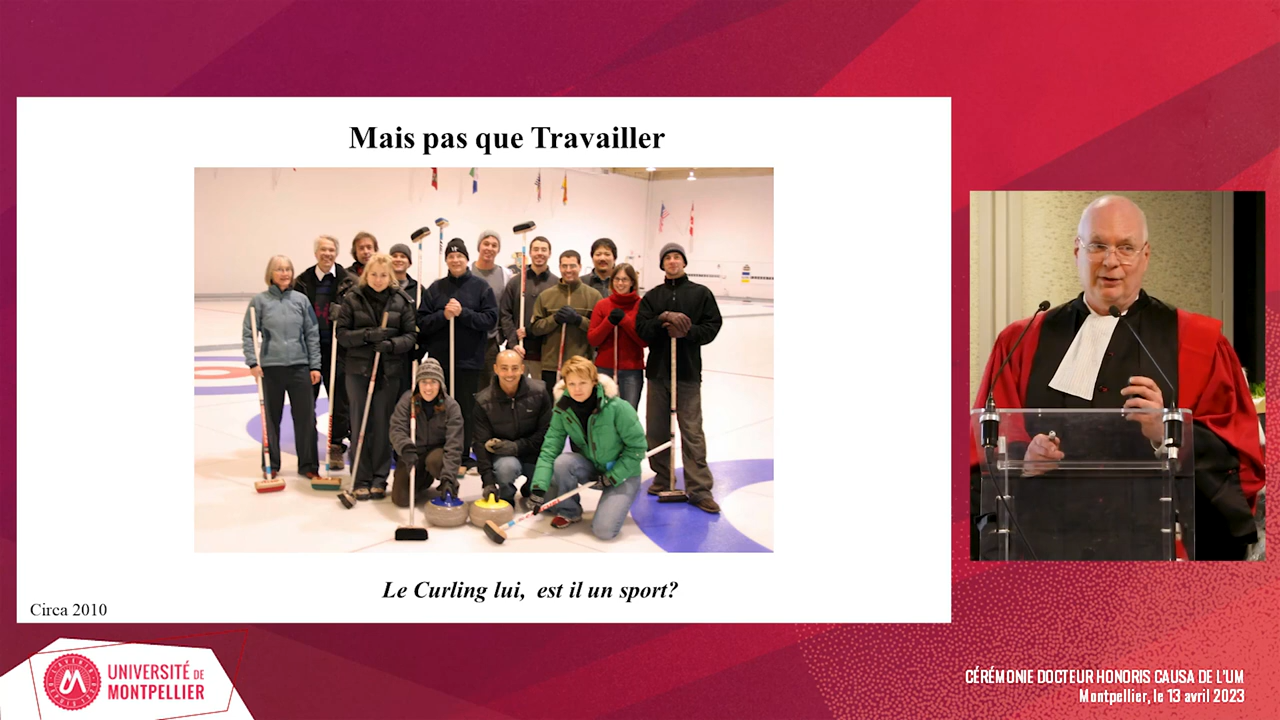 Mais pas que Travailler
Le Curling lui, est il un sport?
Circa 2010
UNIVERSITÉ DE
MONTPELLIER
CÉRÉMONIE DOCTEUR HONORIS CAUSA DE L'UM
Montpellier, le 13 avril 2023